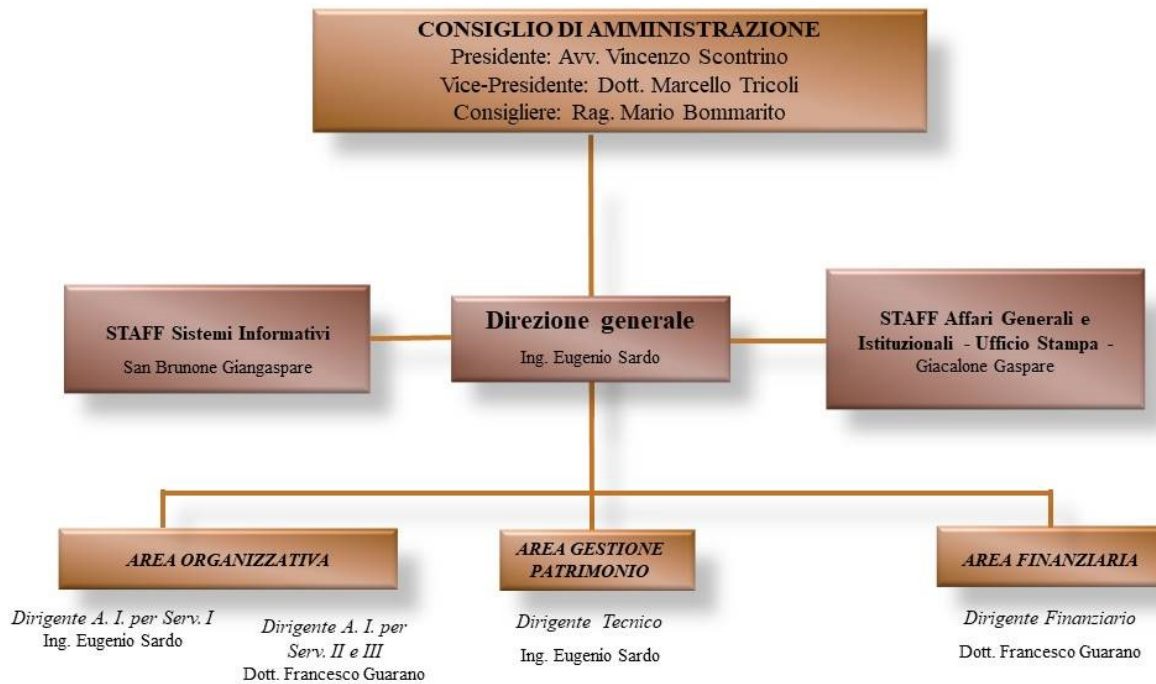 CONSIGLIO DI AMMINISTRAZIONE
Presidente: Avv. Vincenzo Scontrino
Vice-Presidente: Dott. Marcello Tricoli
Consigliere: Rag. Mario Bommarito
STAFF Sistemi Informativi
San Brunone Giangaspare
Direzione generale
Ing. Eugenio Sardo
STAFF Affari Generali e
Istituzionali - Ufficio Stampa -
Giacalone Gaspare
AREA ORGANIZZATIVA
Dirigente A. I. per Serv. I
Ing. Eugenio Sardo
Dirigente A. I. per
Serv. II e III
Dott. Francesco Guarano
AREA GESTIONE
PATRIMONIO
Dirigente Tecnico
Ing. Eugenio Sardo
AREA FINANZIARIA
Dirigente Finanziario
Dott. Francesco Guarano